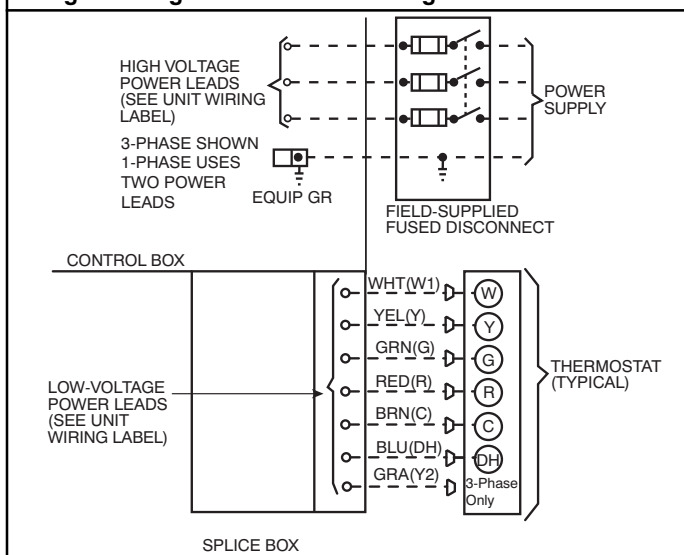 HIGH VOLTAGE
POWER LEADS
(SEE UNIT WIRING
LABEL)
3-PHASE SHOWN
1-PHASE USES
TWO POWER
LEADS
EQUIP GR
POWER
SUPPLY
FIELD-SUPPLIED
FUSED DISCONNECT
CONTROL BOX
WHT(W1)
W
YEL(Y)
Y
GRN(G)
G
RED(R)
R
BRN(C)
C
BLU(DH)
DH
GRA(Y2)
3-Phase
Only
THERMOSTAT
(TYPICAL)
LOW-VOLTAGE
POWER LEADS
(SEE UNIT
WIRING LABEL)
SPLICE BOX